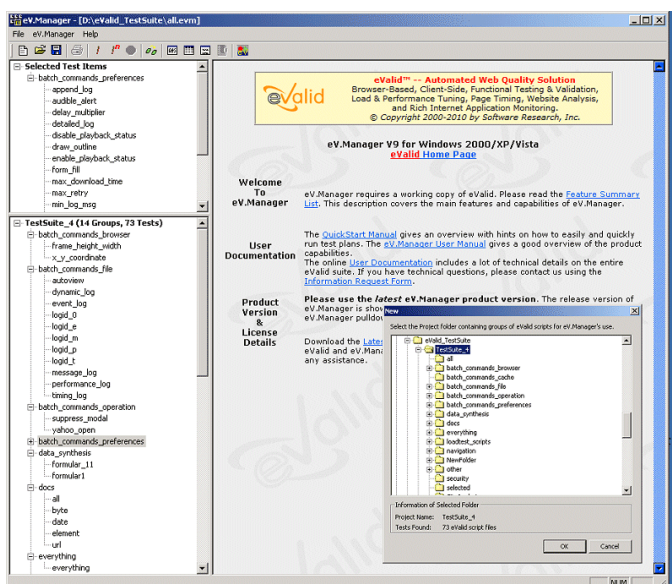 eV.Manager - [D:\eValid_TestSuite\all.evrm]
File eV.Manager Help
Selected Test Items
batch_commands_preferences
append_log
audible_alert
delay_multiplier
detailed_log
disable_playback_status
draw_outline
enable_playback_status
form_fill
max_download_time
max_retry
min_log_msg
TestSuite_4 (14 Groups, 73 Tests)
batch_commands_browser
frame_height_width
x_y_coordinate
batch_commands_file
autoview
dynamic_log
event_log
logid_0
logid_e
logid_m
logid_p
logid_t
message_log
performance_log
timing_log
batch_commands_operation
suppress_modal
yahoo_open
batch_commands_preferences
data_synthesis
formular_11
formular1
docs
all
byte
date
element
url
everything
everything
eValid
eValid™ -- Automated Web Quality Solution
Browser-Based, Client-Side, Functional Testing & Validation,
Load & Performance Tuning, Page Timing, Website Analysis,
and Rich Internet Application Monitoring.
© Copyright 2000-2010 by Software Research, Inc.
eV.Manager V9 for Windows 2000/XP/Vista
eValid Home Page
Welcome
To
eV.Manager
eV.Manager requires a working copy of eValid. Please read the Feature Summary
List. This description covers the main features and capabilities of eV.Manager.
User
Documentation
The QuickStart Manual gives an overview with hints on how to easily and quickly
run test plans. The eV.Manager User Manual gives a good overview of the product
capabilities.
The online User Documentation includes a lot of technical details on the entire
eValid suite. If you have technical questions, please contact us using the
Information Request Form.
Product
Version
&
License
Details
Please use the latest eV.Manager product version. The release version of
eV.Manager is
eV.Manager pulldo
Download the Lates
eValid and eV.Mana
any assistance.
New
Select the Project folder containing groups of eValid scripts for eV.Manager's use.
eValid_TestSuite
TestSuite_4
all
batch_commands_browser
batch_commands_cache
batch_commands_file
batch_commands_operation
batch_commands_preferences
data_synthesis
docs
everything
loadtest_scripts
navigation
NewFolder
other
security
selected
Information of Selected Folder
Project Name: TestSuite_4
Tests Found: 73 eValid script files
OK Cancel
NUM